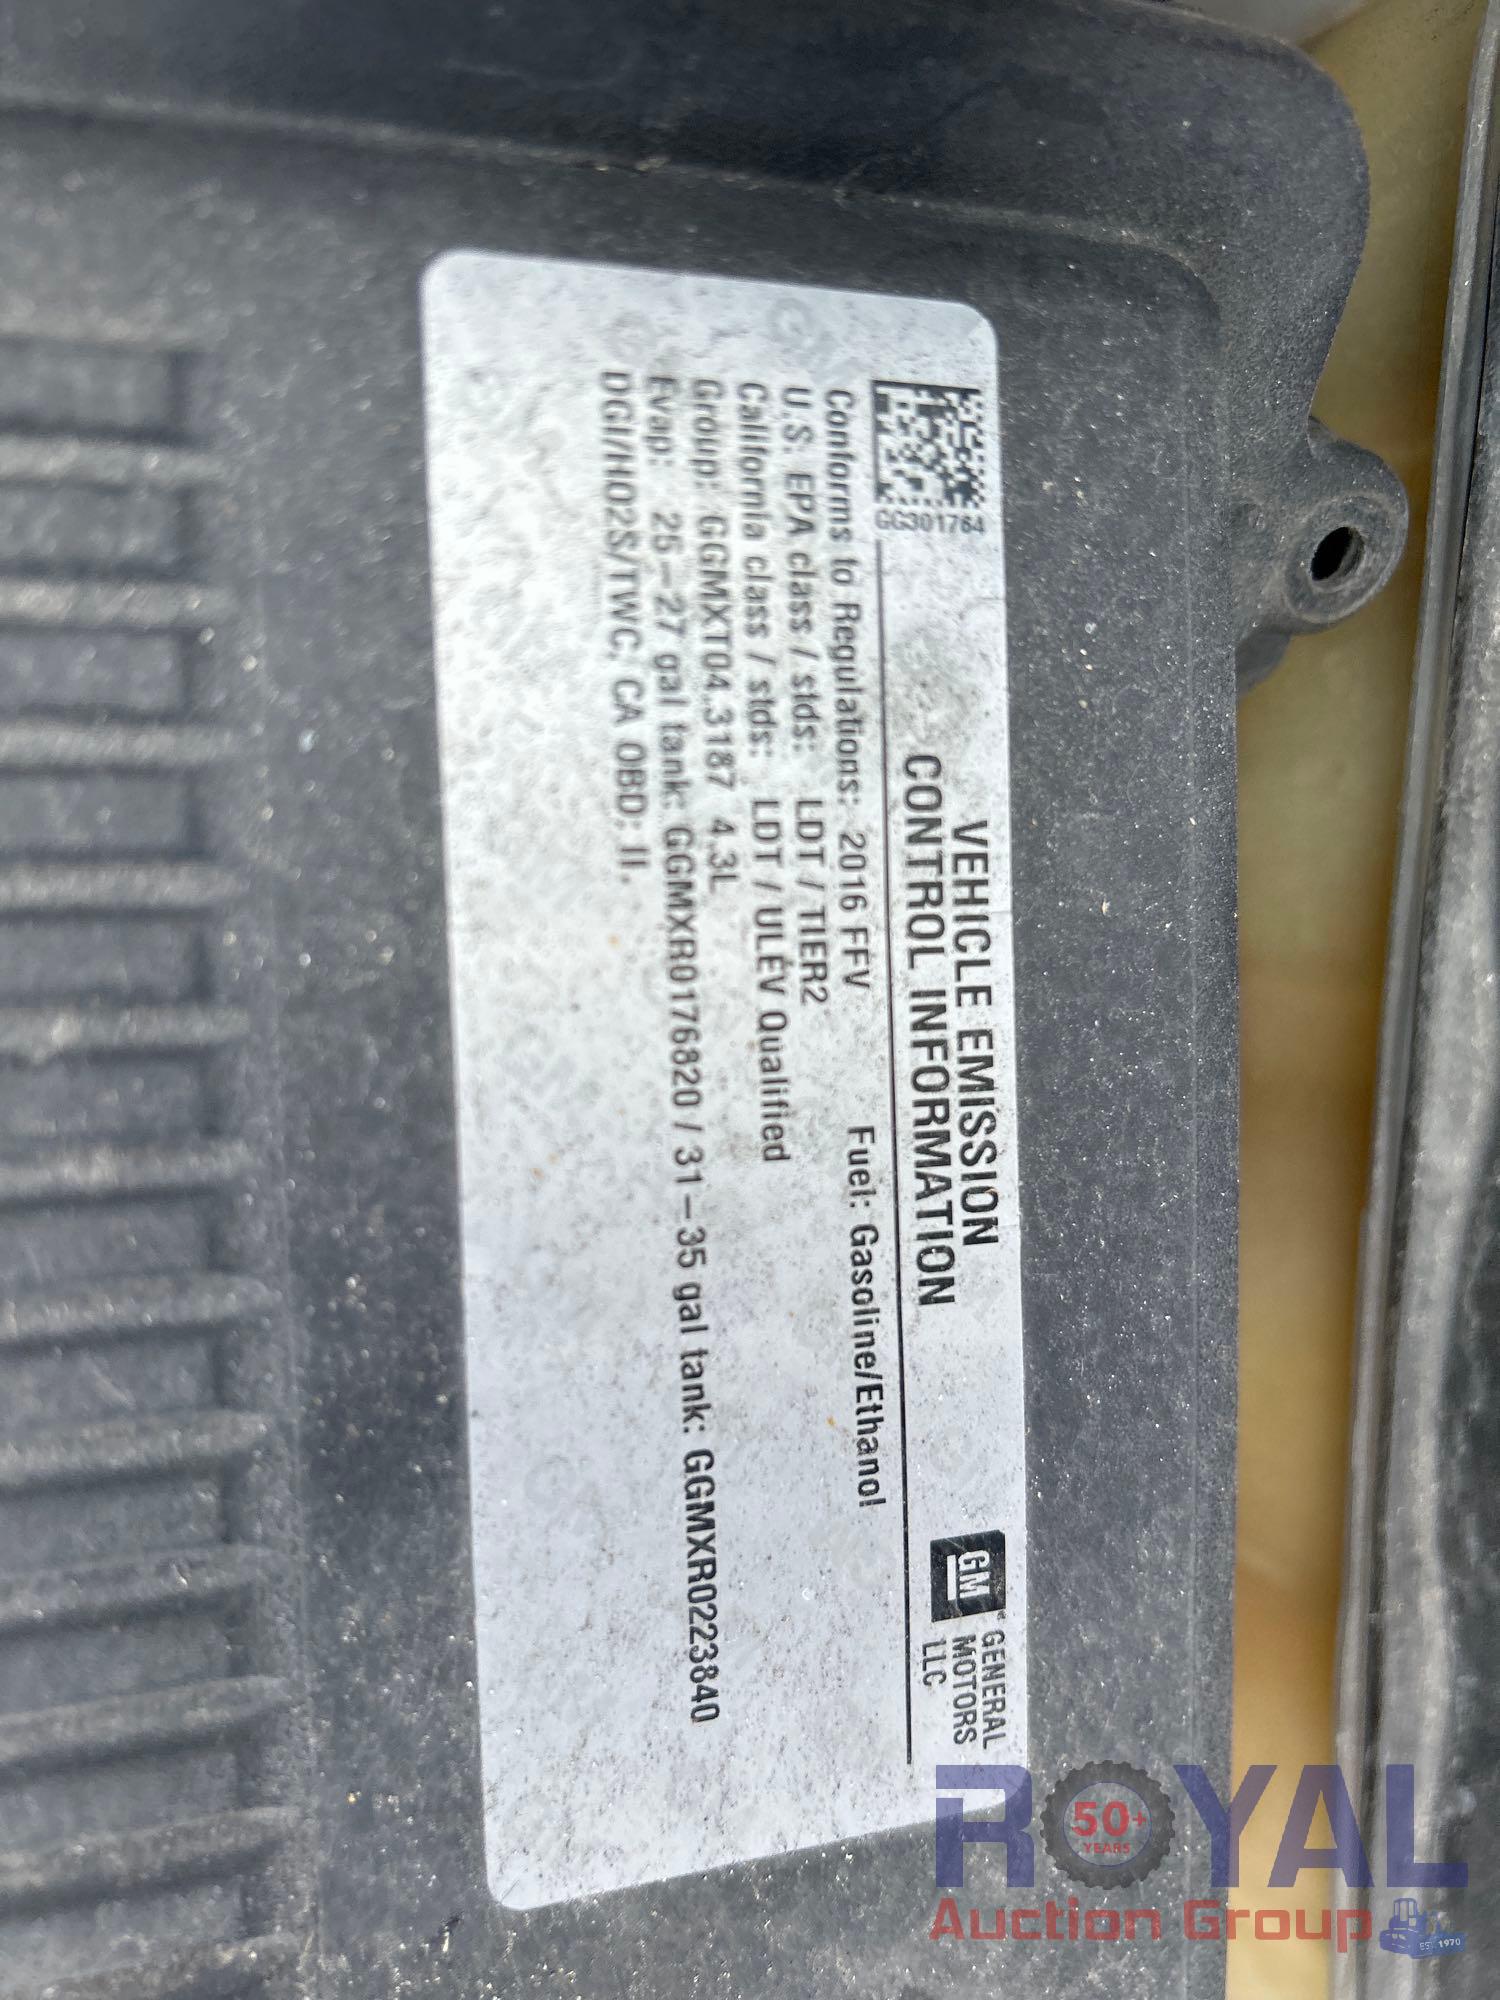 GG301764
VEHICLE EMISSION
CONTROL INFORMATION
GM
GENERAL
MOTORS
LLC
Conforms to Regulations: 2016 FFV Fuel: Gasoline/Ethanol
U.S. EPA class / stds: LDT / TIER2
California class / stds: LDT / ULEV Qualified
Group: GGMXT04.3187 4.3L
Evap: 25-27 gal tank: GGMXR0176820 / 31-35 gal tank: GGMXR0223840
DGI/HO2S/TWC, CA OBD: II.
ROYAL
50+
YEARS
Auction Group
EST. 1970